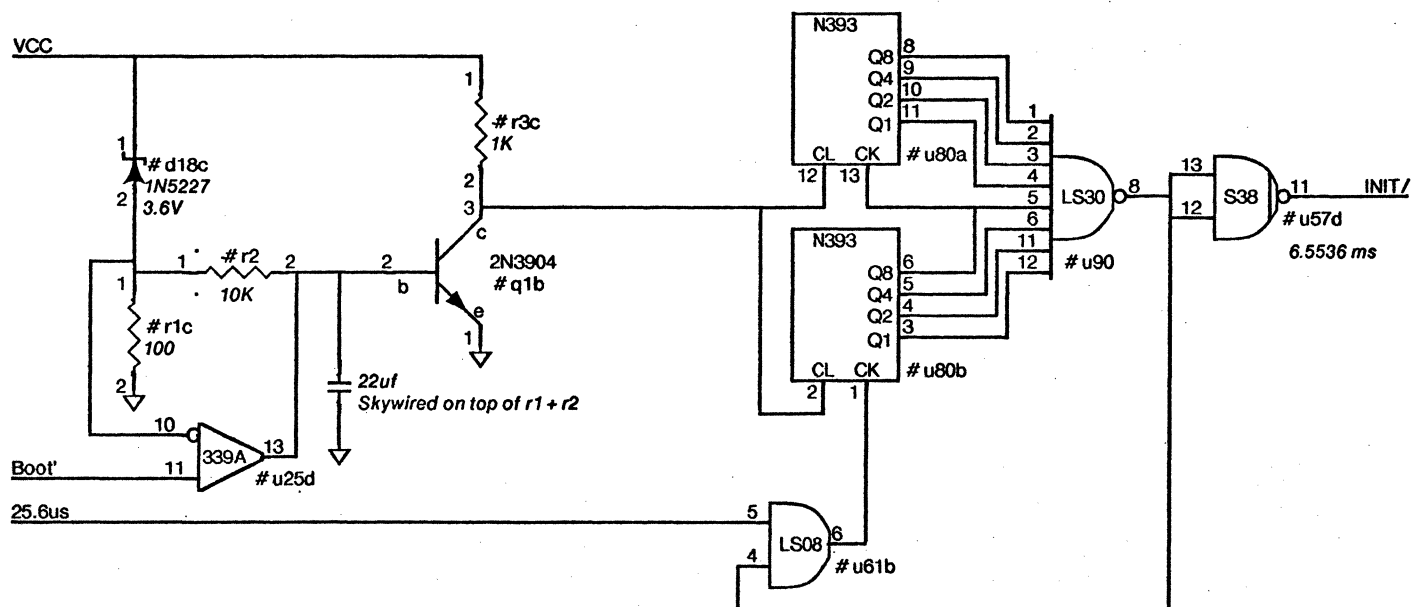 VCC
1
# d18c
1N5227
3.6V
2
1
# r3c
1K
2
3
c
1
# r2
10K
2
2
b
2N3904
# q1b
e
1
1
# r1c
100
2
22uf
Skywired on top of r1 + r2
10
339A
13
11
# u25d
Boot'
25.6us
N393
Q8
8
Q4
9
Q2
10
Q1
11
CL
CK
12
13
# u80a
N393
Q8
6
Q4
5
Q2
4
Q1
3
CL
CK
2
1
# u80b
1
2
3
4
5
6
11
12
LS30
8
# u90
13
12
S38
11
INIT/
# u57d
6.5536 ms
5
4
LS08
6
# u61b